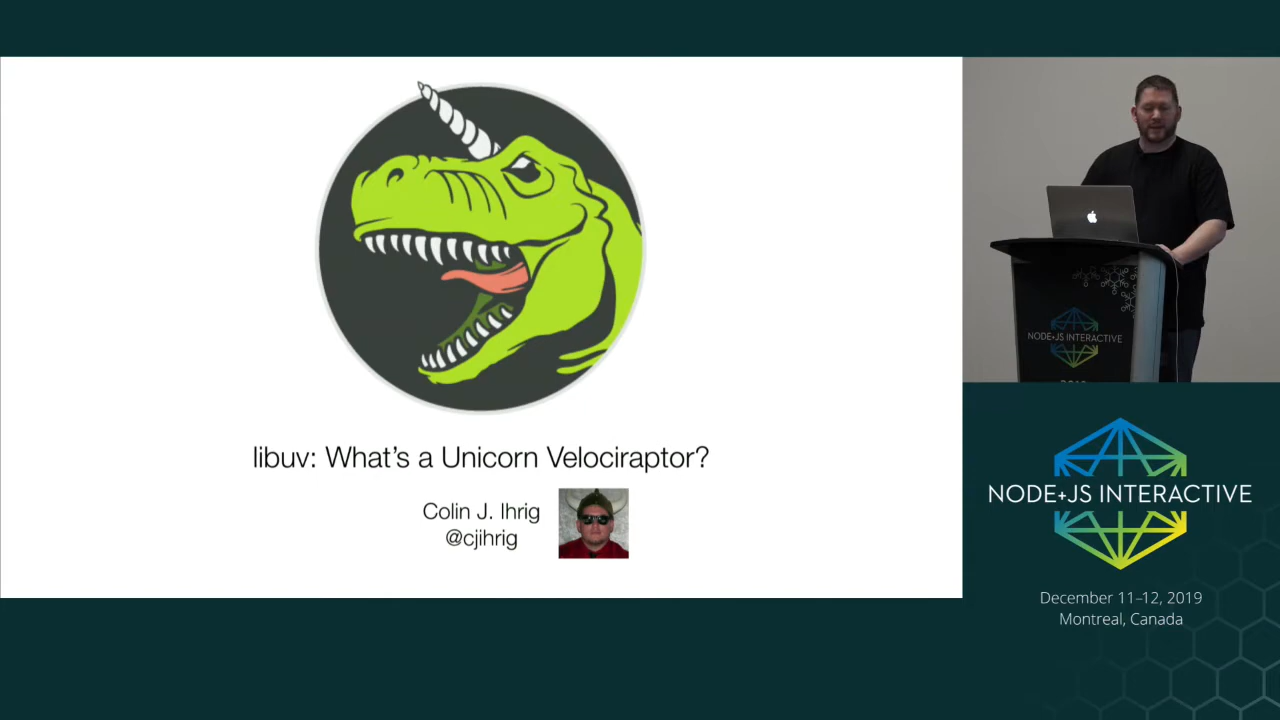 libuv: What's a Unicorn Velociraptor?
Colin J. Ihrig
@cjihrig
NODE+JS INTERACTIVE
NODE+JS INTERACTIVE
December 11–12, 2019
Montreal, Canada